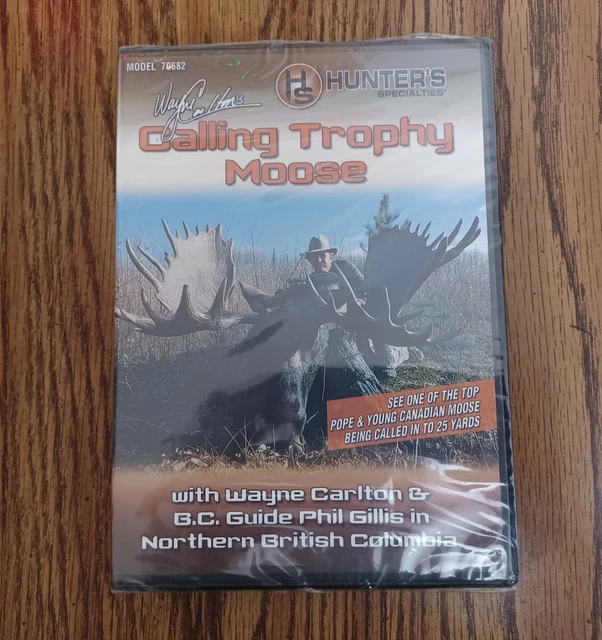 MODEL 70682
HS HUNTER'S
SPECIALTIES
Wayne Carlton's
Calling Trophy
Moose
SEE ONE OF THE TOP
POPE & YOUNG CANADIAN MOOSE
BEING CALLED IN TO 25 YARDS
with Wayne Carlton &
B.C. Guide Phil Gillis in
Northern British Columbia